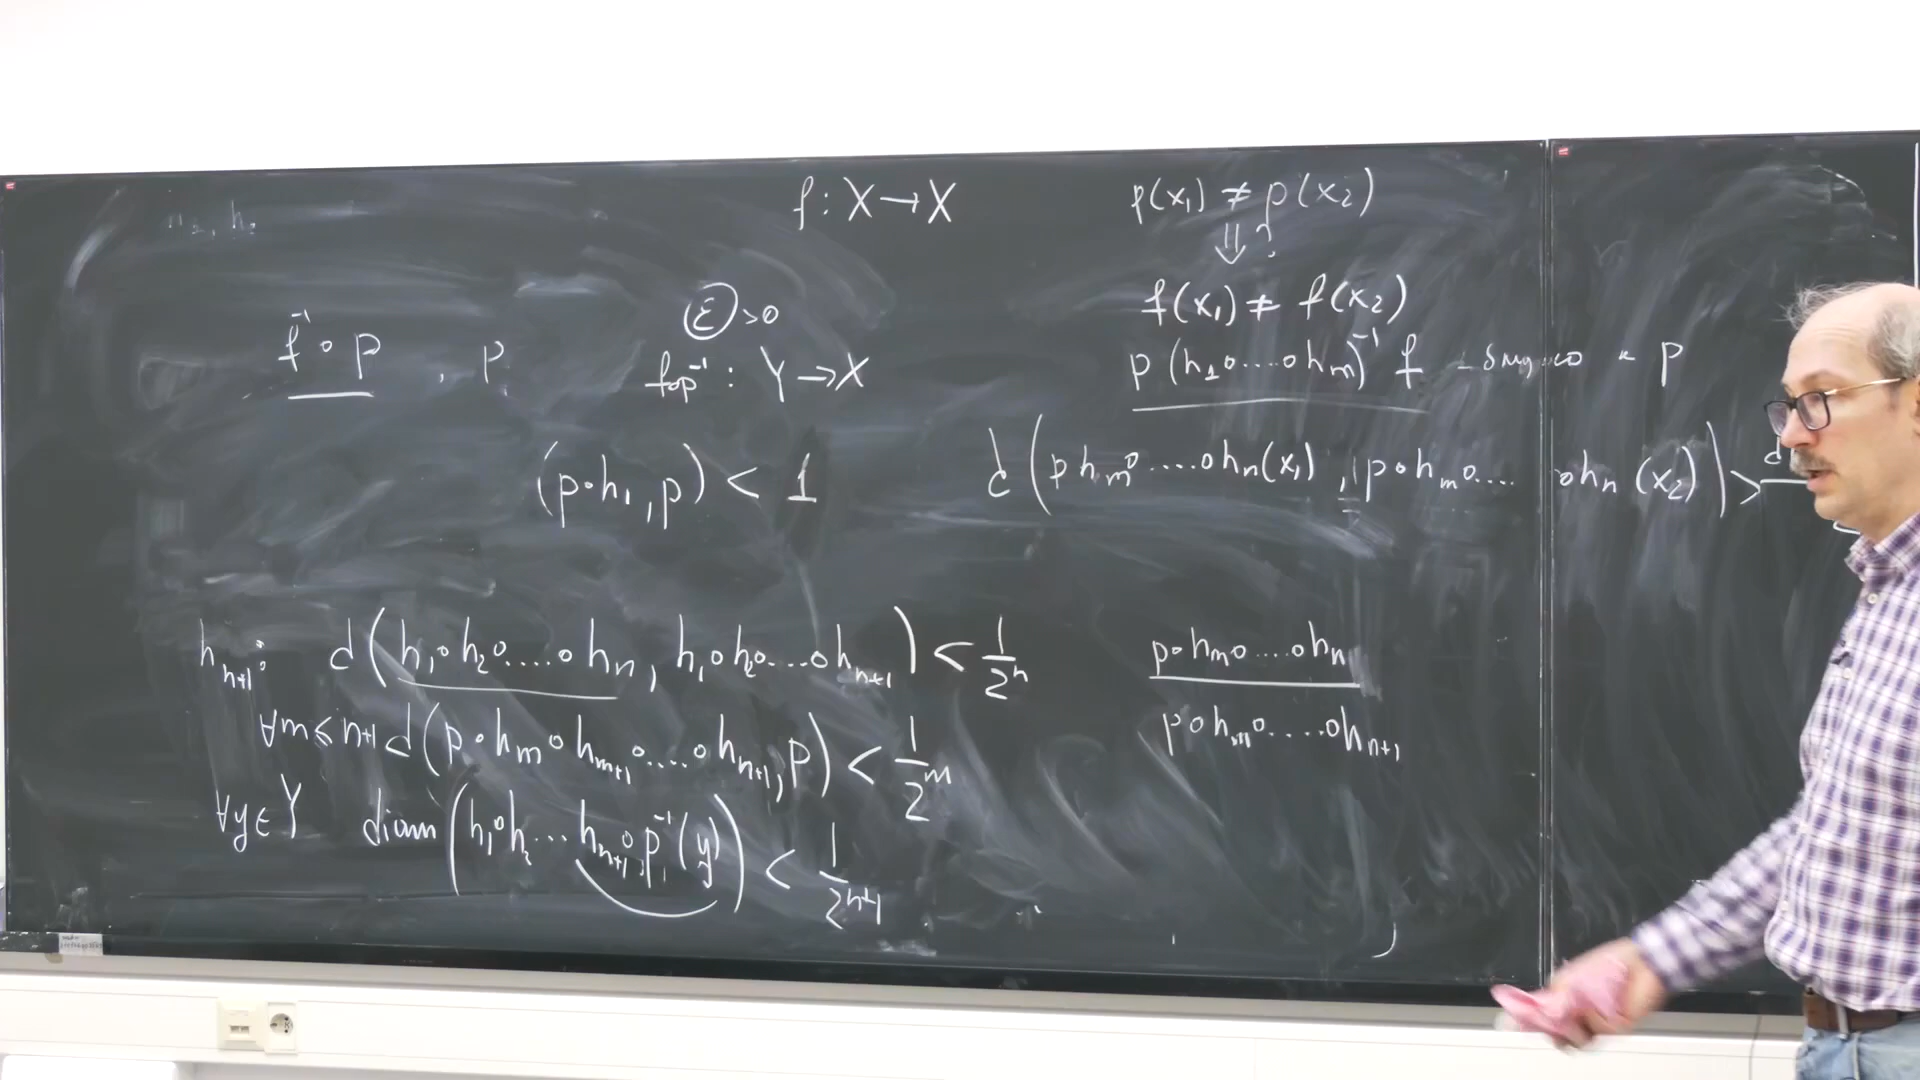 f : X → X
p(x₁) ≠ p(x₂)
⇓ ?
f(x₁) ≠ f(x₂)
f⁻¹ ∘ p , p
ε > 0
f∘p⁻¹ : Y → X
p (h₁∘....∘hₘ)⁻¹ f - к p
(p∘h₁, p) < 1
d(p hₘ∘....∘hₙ(x₁), p∘hₘ∘....∘hₙ(x₂)) > d
hₙ₊₁: d(h₁∘h₂∘....∘hₙ, h₁∘h₂∘...∘hₙ₊₁) < 1/2ⁿ
∀m ≤ n+1 d(p∘hₘ∘hₘ₊₁∘....∘hₙ₊₁, p) < 1/2ᵐ
∀y ∈ Y diam(h₁∘h₂...hₙ₊₁∘p⁻¹(y)) < 1/2ⁿ⁺¹
p∘hₘ∘....∘hₙ
p∘hₘ∘....∘hₙ₊₁